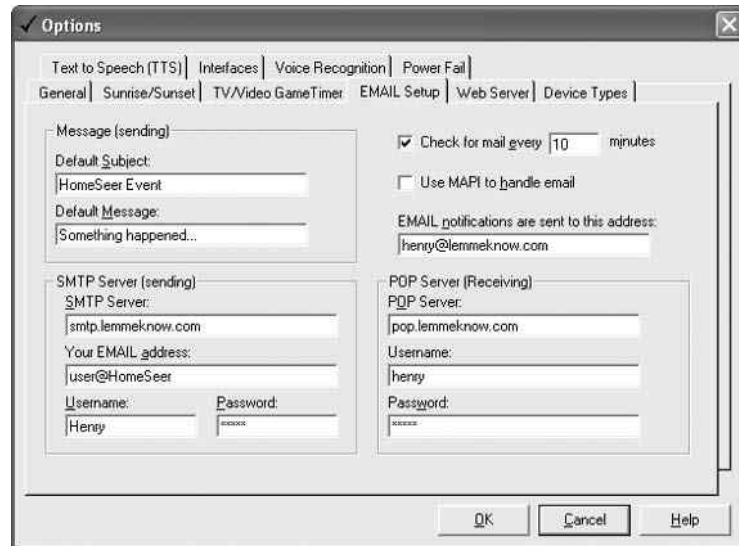 Options
Text to Speech (TTS) Interfaces Voice Recognition Power Fail
General Sunrise/Sunset TV/Video GameTimer EMAIL Setup Web Server Device Types
Message (sending)
Default Subject:
HomeSeer Event
Default Message:
Something happened...
Check for mail every 10 minutes
Use MAPI to handle email
EMAIL notifications are sent to this address:
henry@lemmeknow.com
SMTP Server (sending)
SMTP Server:
smtp.lemmeknow.com
Your EMAIL address:
user@HomeSeer
Username: Password:
Henry *****
POP Server (Receiving)
POP Server:
pop.lemmeknow.com
Username:
henry
Password:
*****
OK Cancel Help